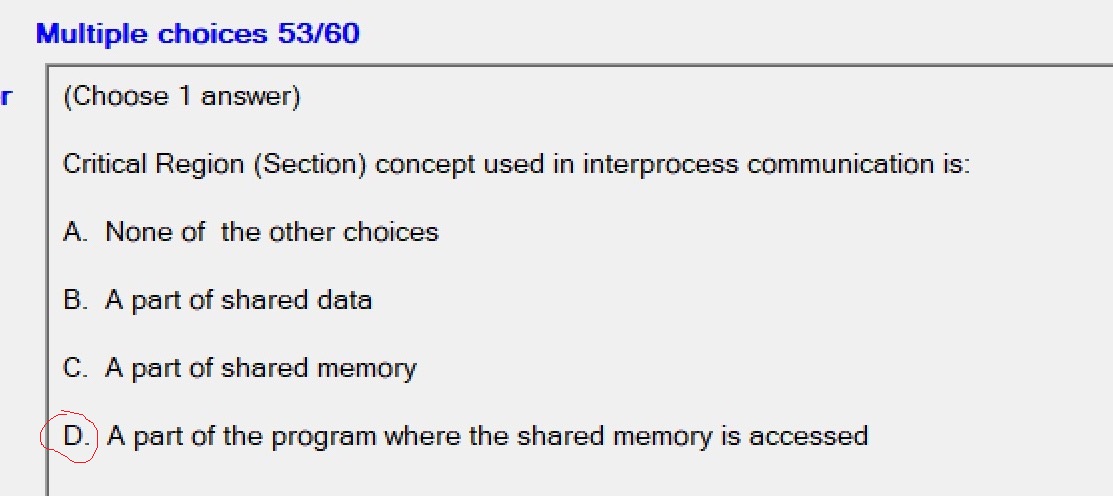 Multiple choices 53/60
r
(Choose 1 answer)
Critical Region (Section) concept used in interprocess communication is:
A. None of the other choices
B. A part of shared data
C. A part of shared memory
D. A part of the program where the shared memory is accessed